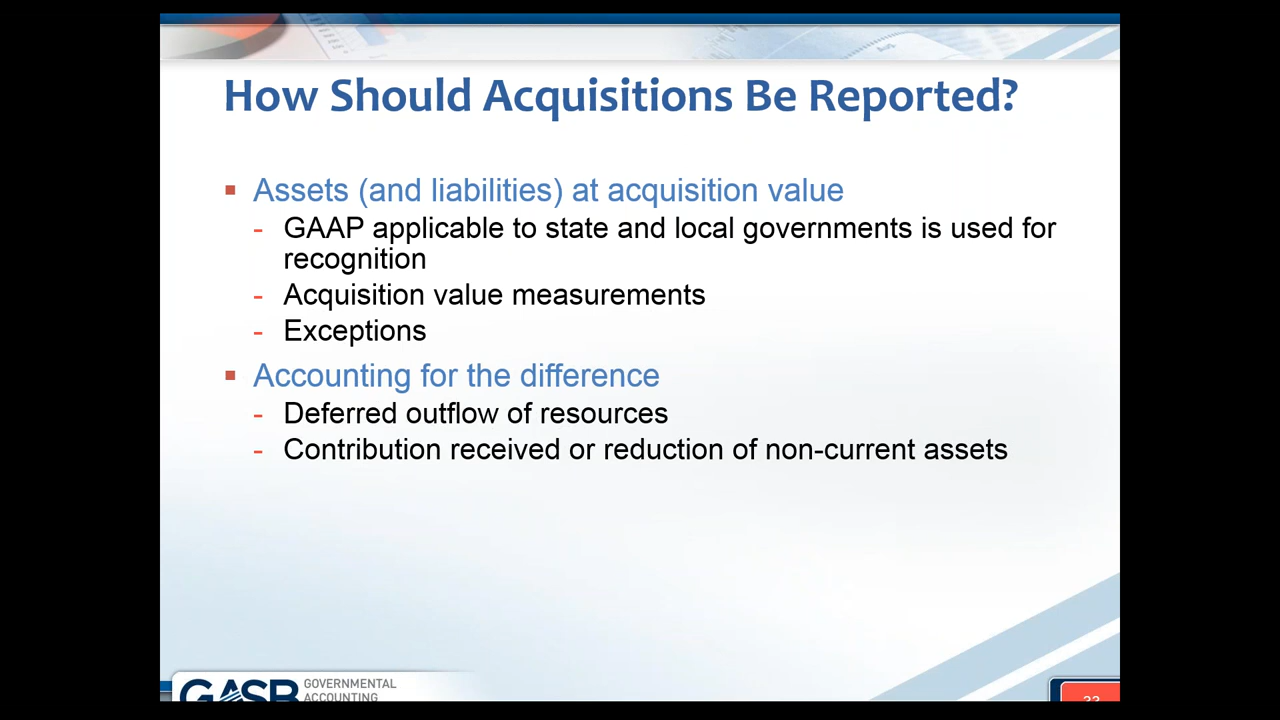 How Should Acquisitions Be Reported?
Assets (and liabilities) at acquisition value
- GAAP applicable to state and local governments is used for
recognition
- Acquisition value measurements
- Exceptions
Accounting for the difference
- Deferred outflow of resources
- Contribution received or reduction of non-current assets
GASB
GOVERNMENTAL
ACCOUNTING